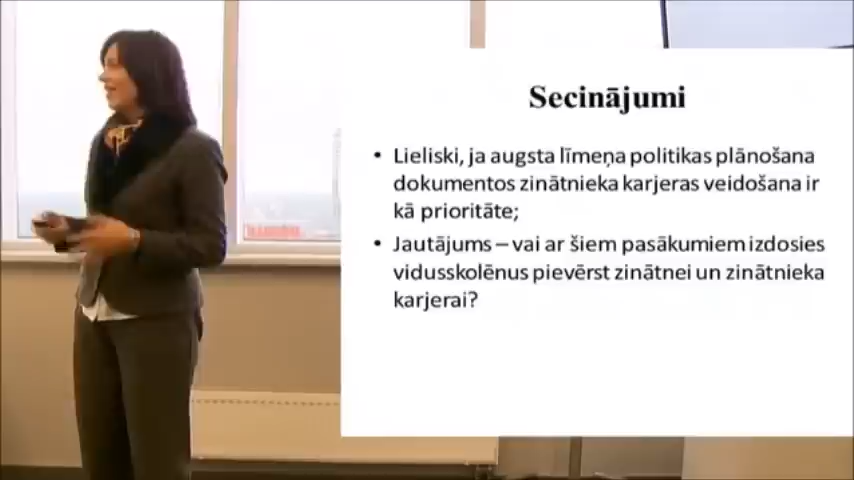 Secinājumi
• Lieliski, ja augsta līmeņa politikas plānošana
dokumentos zinātnieka karjeras veidošana ir
kā prioritāte;
• Jautājums – vai ar šiem pasākumiem izdosies
vidusskolēnus pievērst zinātnei un zinātnieka
karjerai?